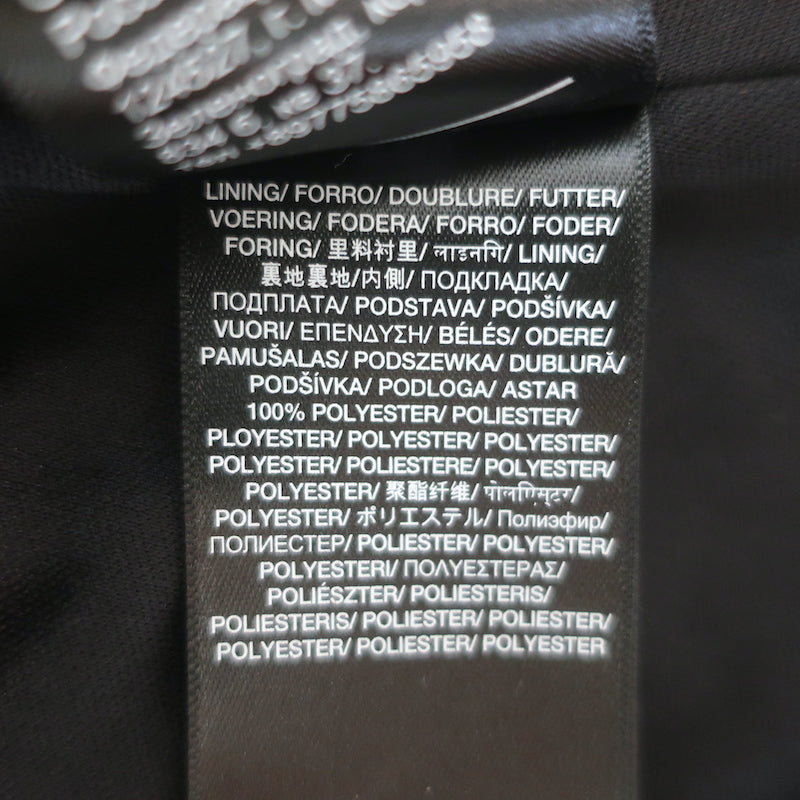 LINING/ FORRO/ DOUBLURE/ FUTTER/
VOERING/ FODERA/ FORRO/ FODER/
FORING/ 里料衬里/ लाइनगि/ LINING/
裏地裏地/内側/ ПОДКЛАДКА/
ПОДПЛАТА/ PODSTAVA/ PODŠÍVKA/
VUORI/ ΕΠΕΝΔΥΣΗ/ BÉLÉS/ ODERE/
PAMUŠALAS/ PODSZEWKA/ DUBLURĂ/
PODŠÍVKA/ PODLOGA/ ASTAR
100% POLYESTER/ POLIESTER/
PLOYESTER/ POLYESTER/ POLYESTER/
POLYESTER/ POLIESTERE/ POLYESTER/
POLYESTER/ 聚酯纤维/ पोलएिस्टर/
POLYESTER/ ポリエステル/ Полиэфир/
ПОЛИЕСТЕР/ POLIESTER/ POLYESTER/
POLYESTERI/ ΠΟΛΥΕΣΤΕΡΑΣ/
POLIÉSZTER/ POLIESTERIS/
POLIESTERIS/ POLIESTER/ POLIESTER/
POLYESTER/ POLIESTER/ POLYESTER